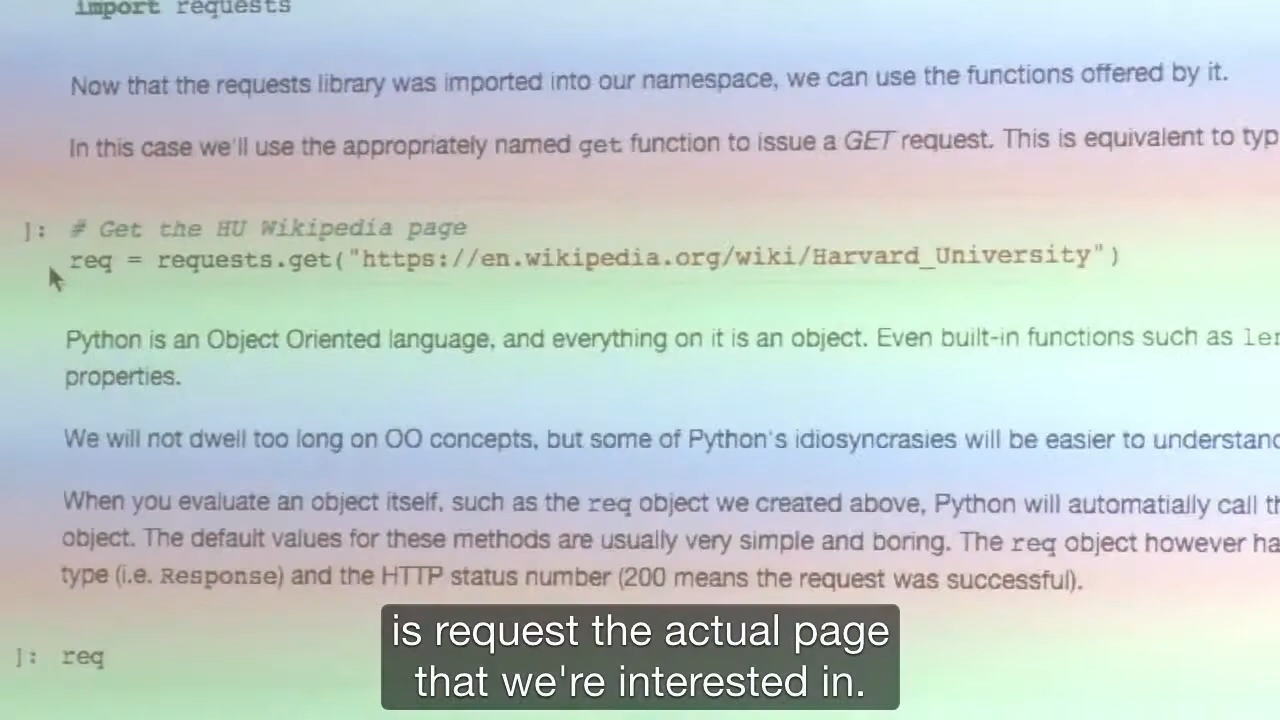 import requests
Now that the requests library was imported into our namespace, we can use the functions offered by it.
In this case we'll use the appropriately named get function to issue a GET request. This is equivalent to typ
]: # Get the HU Wikipedia page
req = requests.get("https://en.wikipedia.org/wiki/Harvard_University")
Python is an Object Oriented language, and everything on it is an object. Even built-in functions such as len
properties.
We will not dwell too long on OO concepts, but some of Python's idiosyncrasies will be easier to understand
When you evaluate an object itself, such as the req object we created above, Python will automatially call th
object. The default values for these methods are usually very simple and boring. The req object however ha
type (i.e. Response) and the HTTP status number (200 means the request was successful).
]: req
is request the actual page
that we're interested in.